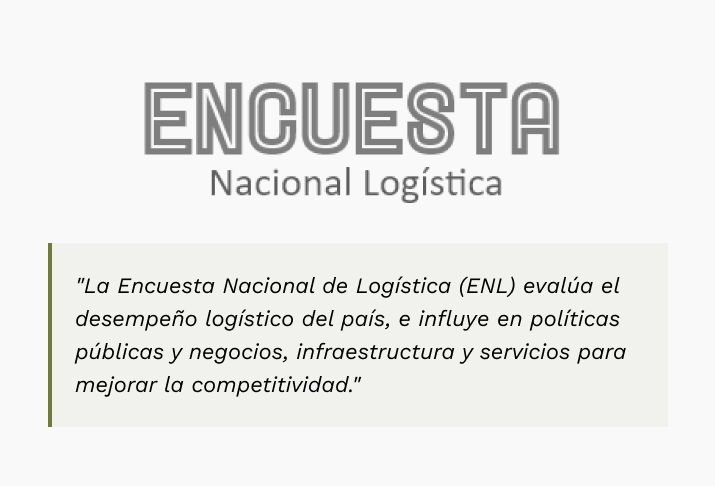 ENCUESTA
Nacional Logística
"La Encuesta Nacional de Logística (ENL) evalúa el
desempeño logístico del país, e influye en políticas
públicas y negocios, infraestructura y servicios para
mejorar la competitividad."